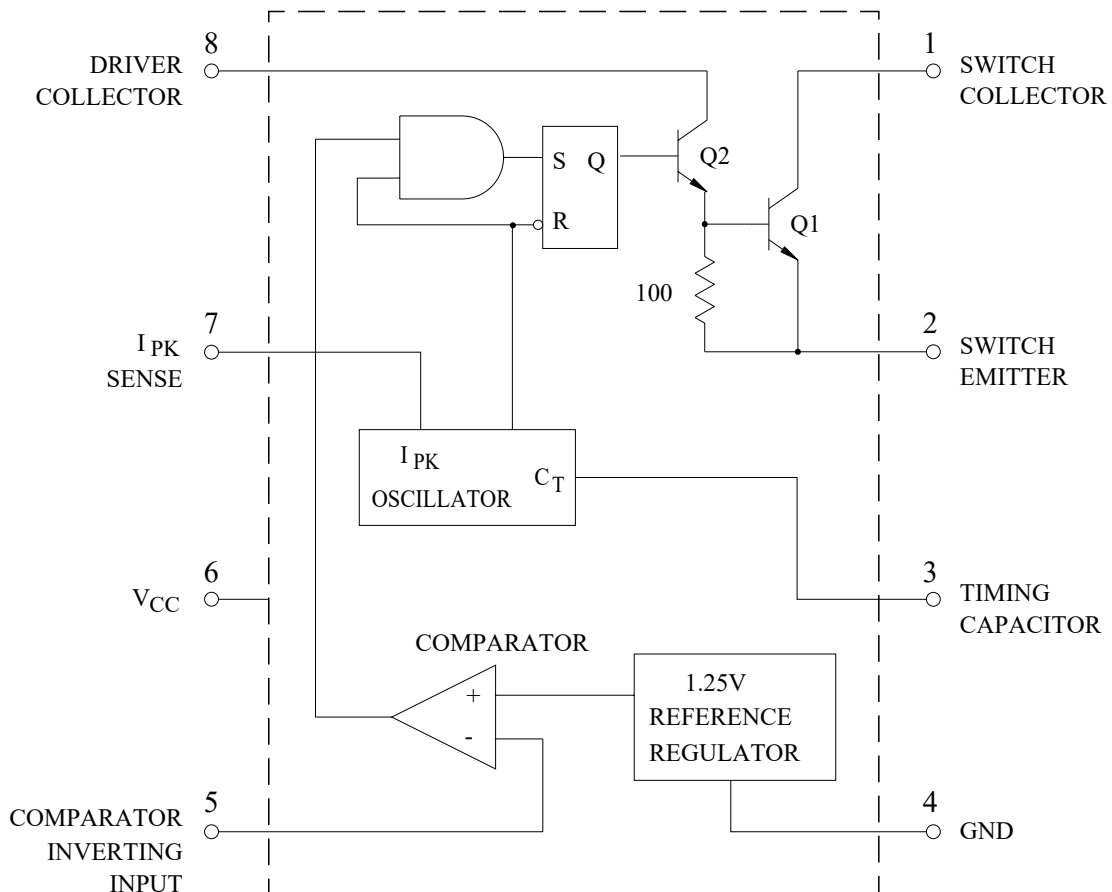 8
DRIVER
COLLECTOR
1
SWITCH
COLLECTOR
S Q
R
Q2
Q1
100
7
I PK
SENSE
2
SWITCH
EMITTER
I PK
C T
OSCILLATOR
6
VCC
3
TIMING
CAPACITOR
COMPARATOR
+
-
1.25V
REFERENCE
REGULATOR
5
COMPARATOR
INVERTING
INPUT
4
GND